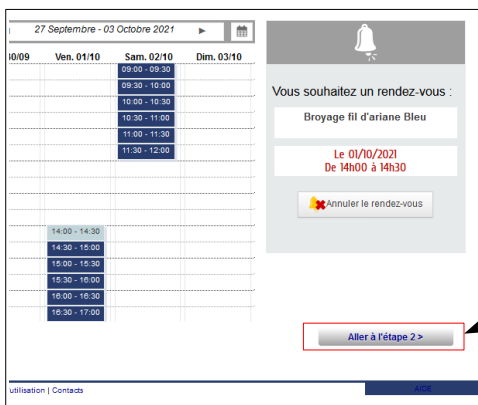 27 Septembre - 03 Octobre 2021
30/09 Ven. 01/10 Sam. 02/10 Dim. 03/10
09:00 - 09:30
09:30 - 10:00
10:00 - 10:30
10:30 - 11:00
11:00 - 11:30
11:30 - 12:00
14:00 - 14:30
14:30 - 15:00
15:00 - 15:30
15:30 - 16:00
16:00 - 16:30
16:30 - 17:00
Vous souhaitez un rendez-vous :
Broyage fil d'ariane Bleu
Le 01/10/2021
De 14h00 à 14h30
Annuler le rendez-vous
Aller à l'étape 2 >
utilisation | Contacts
AIDE